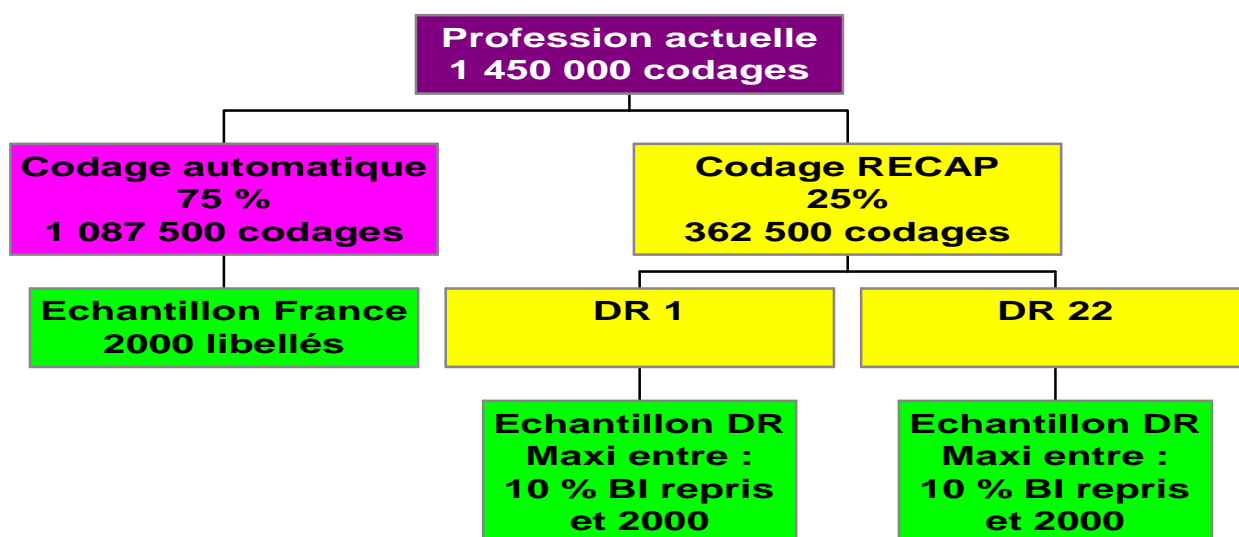 Profession actuelle
1 450 000 codages
Codage automatique
75 %
1 087 500 codages
Codage RECAP
25%
362 500 codages
Echantillon France
2000 libellés
DR 1
DR 22
Echantillon DR
Maxi entre :
10 % BI repris
et 2000
Echantillon DR
Maxi entre :
10 % BI repris
et 2000